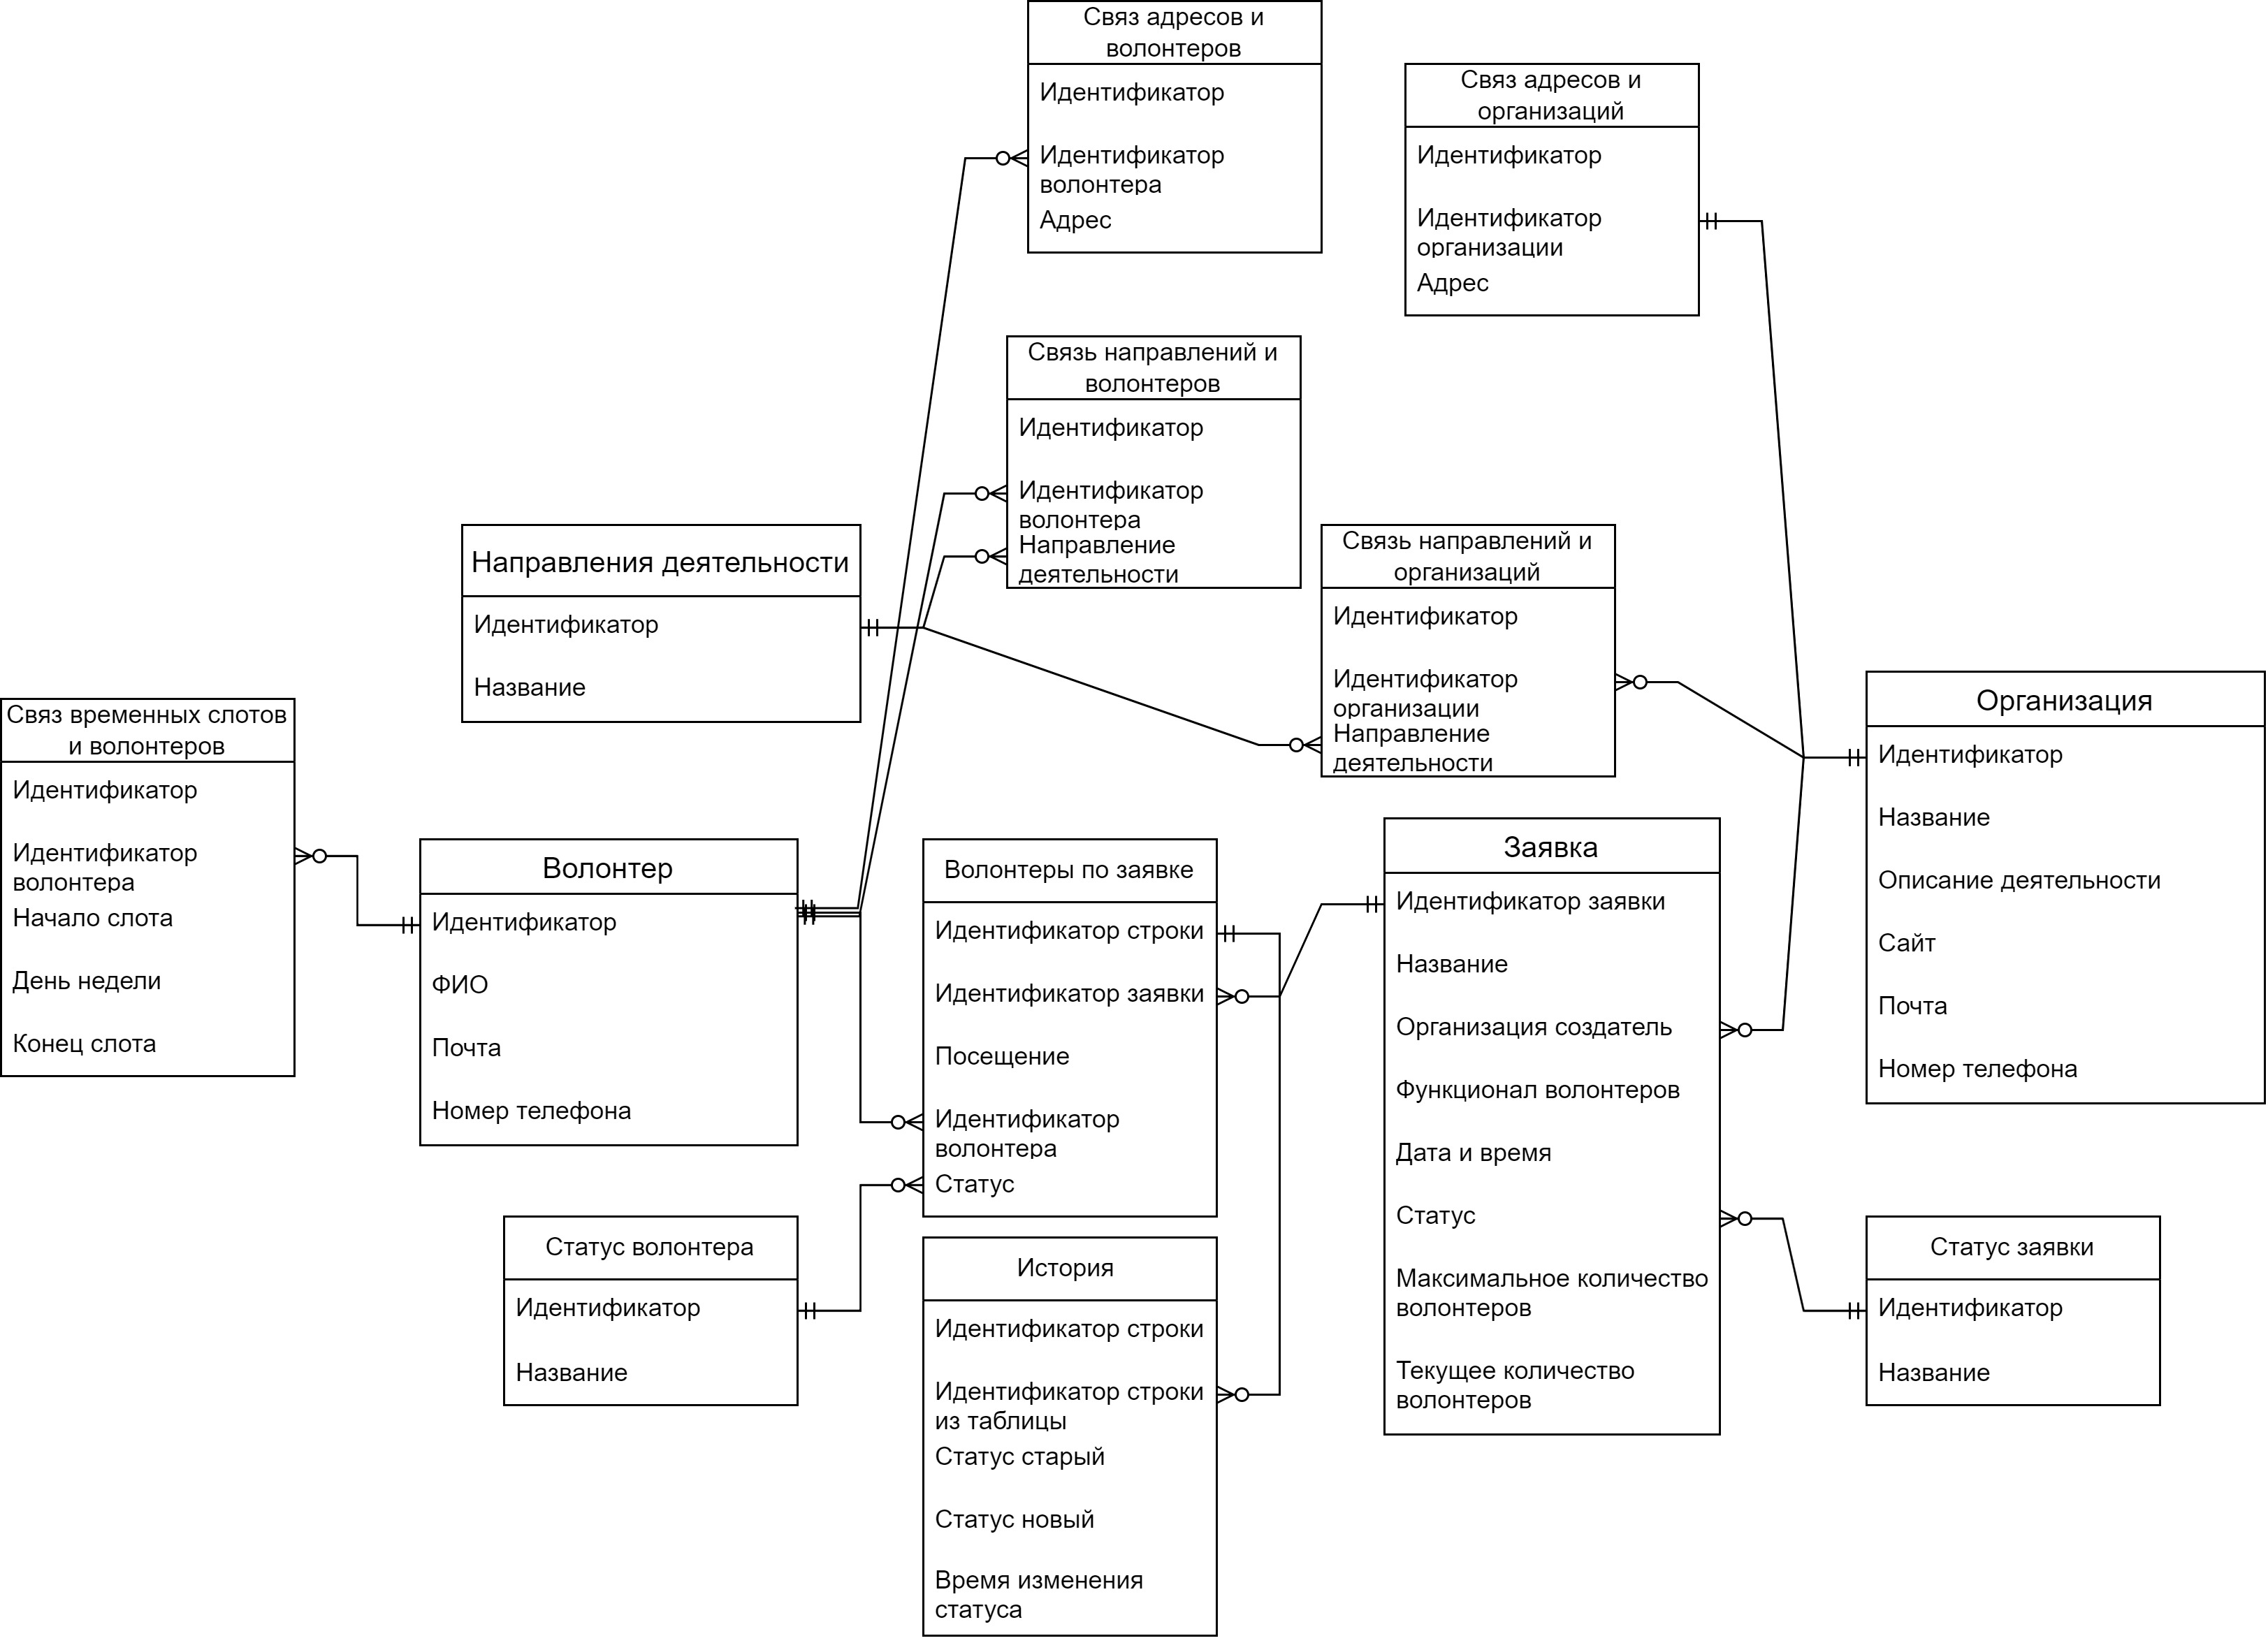 Связ адресов и
волонтеров
Идентификатор
Идентификатор
волонтера
Адрес
Связ адресов и
организаций
Идентификатор
Идентификатор
организации
Адрес
Связь направлений и
волонтеров
Идентификатор
Идентификатор
волонтера
Направление
деятельности
Направления деятельности
Идентификатор
Название
Связь направлений и
организаций
Идентификатор
Идентификатор
организации
Направление
деятельности
Связ временных слотов
и волонтеров
Идентификатор
Идентификатор
волонтера
Начало слота
День недели
Конец слота
Волонтер
Идентификатор
ФИО
Почта
Номер телефона
Волонтеры по заявке
Идентификатор строки
Идентификатор заявки
Посещение
Идентификатор
волонтера
Статус
Заявка
Идентификатор заявки
Название
Организация создатель
Функционал волонтеров
Дата и время
Статус
Максимальное количество
волонтеров
Текущее количество
волонтеров
Организация
Идентификатор
Название
Описание деятельности
Сайт
Почта
Номер телефона
Статус волонтера
Идентификатор
Название
История
Идентификатор строки
Идентификатор строки
из таблицы
Статус старый
Статус новый
Время изменения
статуса
Статус заявки
Идентификатор
Название